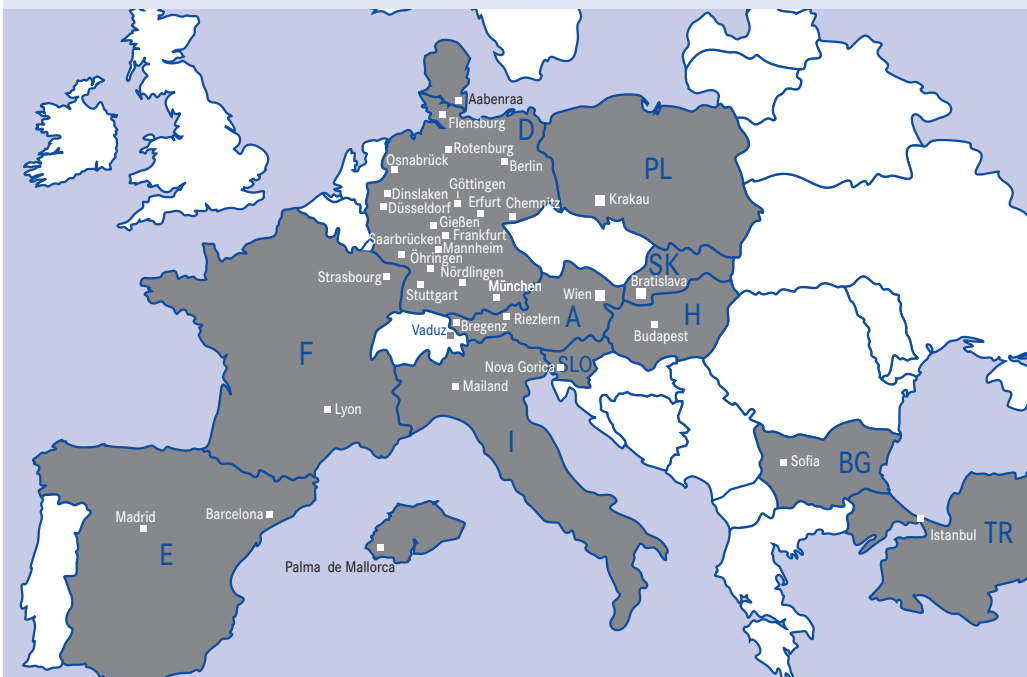 Aabenraa
Flensburg
D
Rotenburg
Osnabrück
Berlin
PL
Göttingen
Dinslaken
Erfurt
Chemnitz
Krakau
Düsseldorf
Gießen
Frankfurt
Saarbrücken
Mannheim
Öhringen
SK
Strasbourg
Nördlingen
Bratislava
München
Stuttgart
Wien
H
A
Riezlern
Bregenz
Vaduz
Budapest
F
Nova Gorica
SLO
Mailand
Lyon
I
Sofia
BG
Madrid
Barcelona
E
Istanbul
TR
Palma de Mallorca